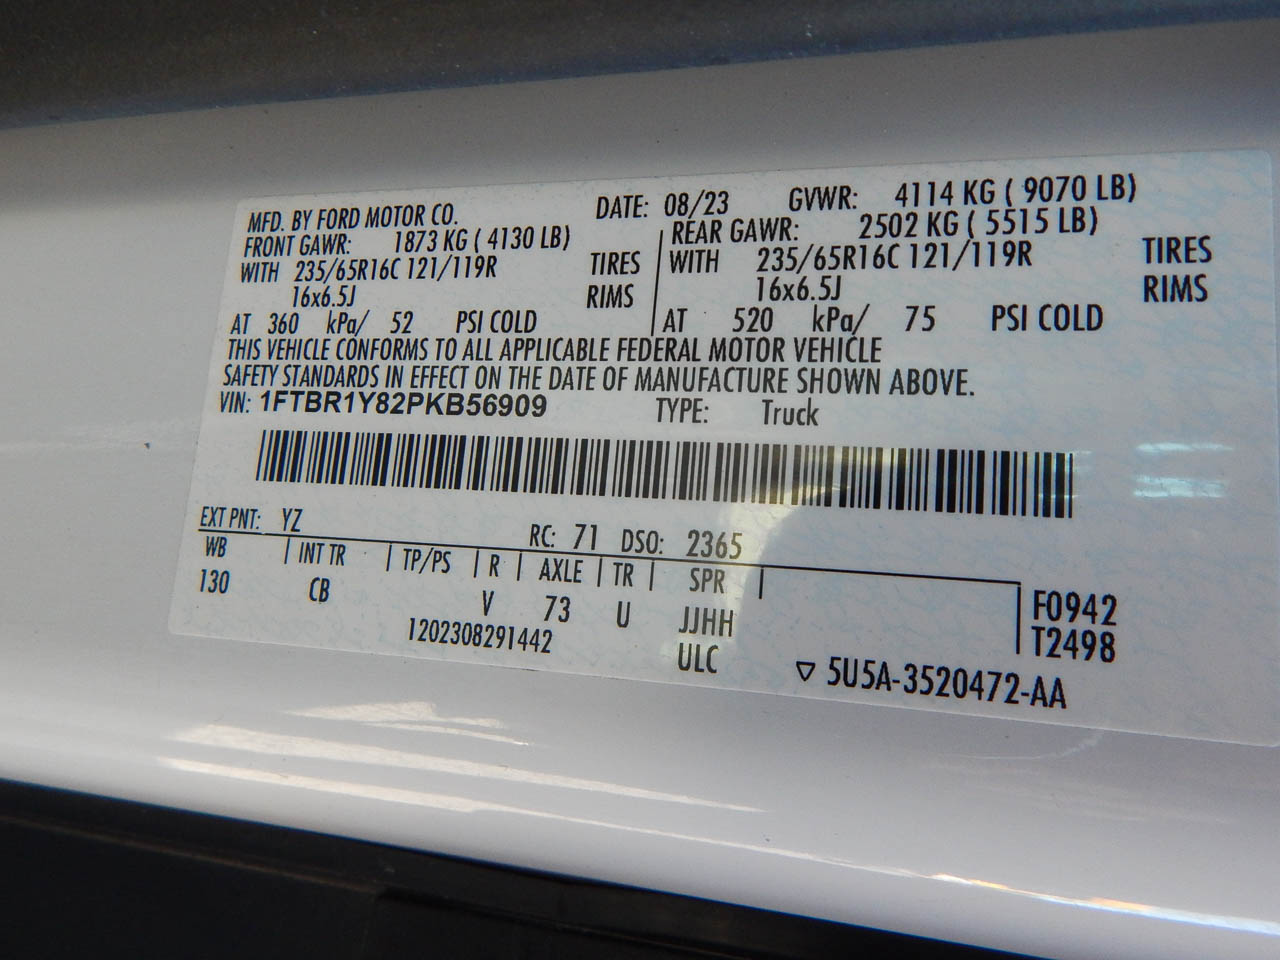 MFD. BY FORD MOTOR CO. DATE: 08/23 GVWR: 4114 KG ( 9070 LB)
FRONT GAWR: 1873 KG ( 4130 LB) REAR GAWR: 2502 KG ( 5515 LB)
WITH 235/65R16C 121/119R TIRES WITH 235/65R16C 121/119R TIRES
16x6.5J RIMS 16x6.5J RIMS
AT 360 kPa/ 52 PSI COLD AT 520 kPa/ 75 PSI COLD
THIS VEHICLE CONFORMS TO ALL APPLICABLE FEDERAL MOTOR VEHICLE
SAFETY STANDARDS IN EFFECT ON THE DATE OF MANUFACTURE SHOWN ABOVE.
VIN: 1FTBR1Y82PKB56909 TYPE: Truck
EXT PNT: YZ RC: 71 DSO: 2365
WB INT TR TP/PS R AXLE TR SPR
130 CB V 73 U JJHH F0942
1202308291442 ULC T2498
▽ 5U5A-3520472-AA